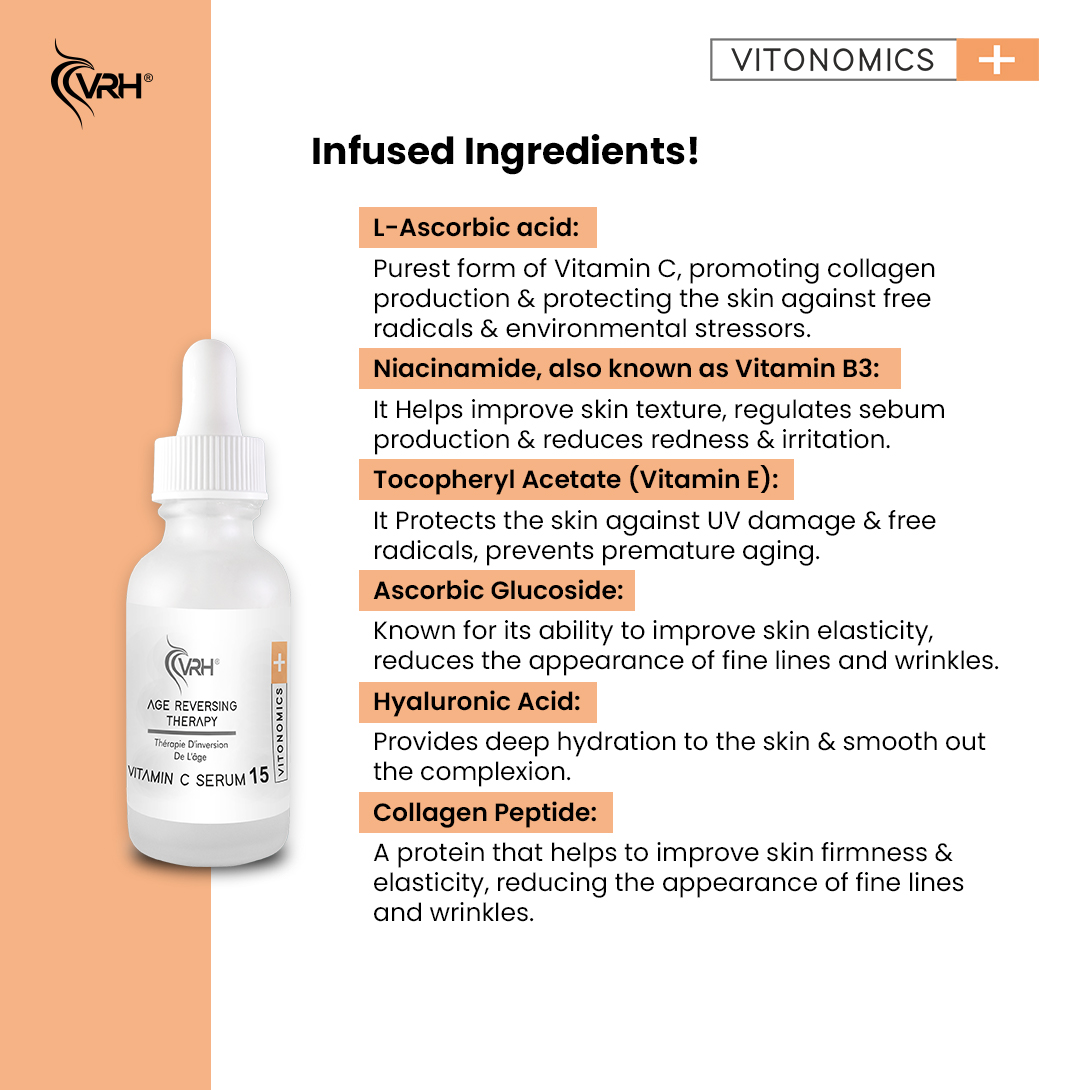 VRH®
VITONOMICS +
Infused Ingredients!
L-Ascorbic acid:
Purest form of Vitamin C, promoting collagen
production & protecting the skin against free
radicals & environmental stressors.
Niacinamide, also known as Vitamin B3:
It Helps improve skin texture, regulates sebum
production & reduces redness & irritation.
Tocopheryl Acetate (Vitamin E):
It Protects the skin against UV damage & free
radicals, prevents premature aging.
Ascorbic Glucoside:
Known for its ability to improve skin elasticity,
reduces the appearance of fine lines and wrinkles.
Hyaluronic Acid:
Provides deep hydration to the skin & smooth out
the complexion.
Collagen Peptide:
A protein that helps to improve skin firmness &
elasticity, reducing the appearance of fine lines
and wrinkles.
VRH®
AGE REVERSING
THERAPY
Thérapie D'inversion
De L'âge
VITAMIN C SERUM 15
VITONOMICS +